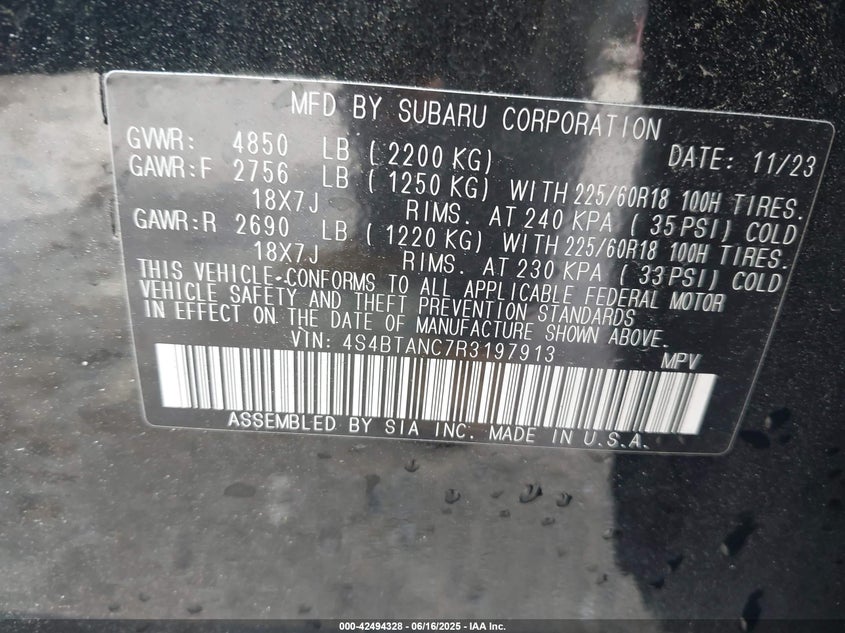 MFD BY SUBARU CORPORATION
GVWR: 4850 LB ( 2200 KG) DATE: 11/23
GAWR:F 2756 LB ( 1250 KG) WITH 225/60R18 100H TIRES.
18X7J RIMS. AT 240 KPA ( 35PSI) COLD
GAWR:R 2690 LB ( 1220 KG) WITH 225/60R18 100H TIRES.
18X7J RIMS. AT 230 KPA ( 33PSI) COLD
THIS VEHICLE CONFORMS TO ALL APPLICABLE FEDERAL MOTOR
VEHICLE SAFETY AND THEFT PREVENTION STANDARDS
IN EFFECT ON THE DATE OF MANUFACTURE SHOWN ABOVE.
VIN: 4S4BTANC7R3197913 MPV
ASSEMBLED BY SIA INC. MADE IN U.S.A.
000-42494328 - 06/16/2025 - IAA Inc.